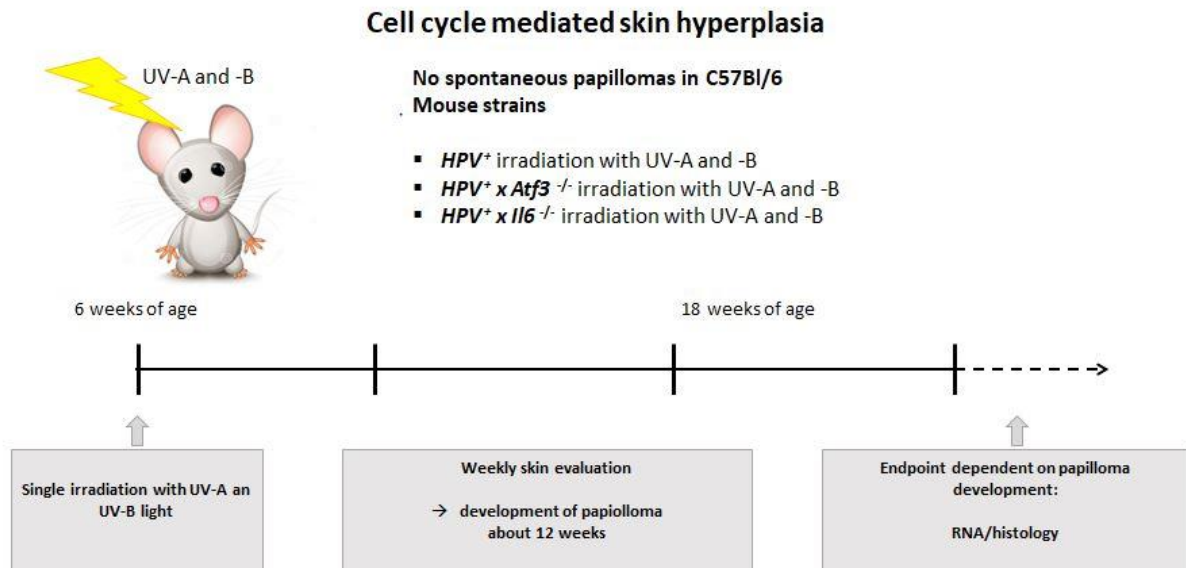 Cell cycle mediated skin hyperplasia
UV-A and -B
No spontaneous papillomas in C57Bl/6
Mouse strains
▪ HPV⁺ irradiation with UV-A and -B
▪ HPV⁺ x Atf3 ⁻/⁻ irradiation with UV-A and -B
▪ HPV⁺ x Il6 ⁻/⁻ irradiation with UV-A and -B
6 weeks of age
18 weeks of age
Single irradiation with UV-A an
UV-B light
Weekly skin evaluation
→ development of papiolloma
about 12 weeks
Endpoint dependent on papilloma
development:
RNA/histology